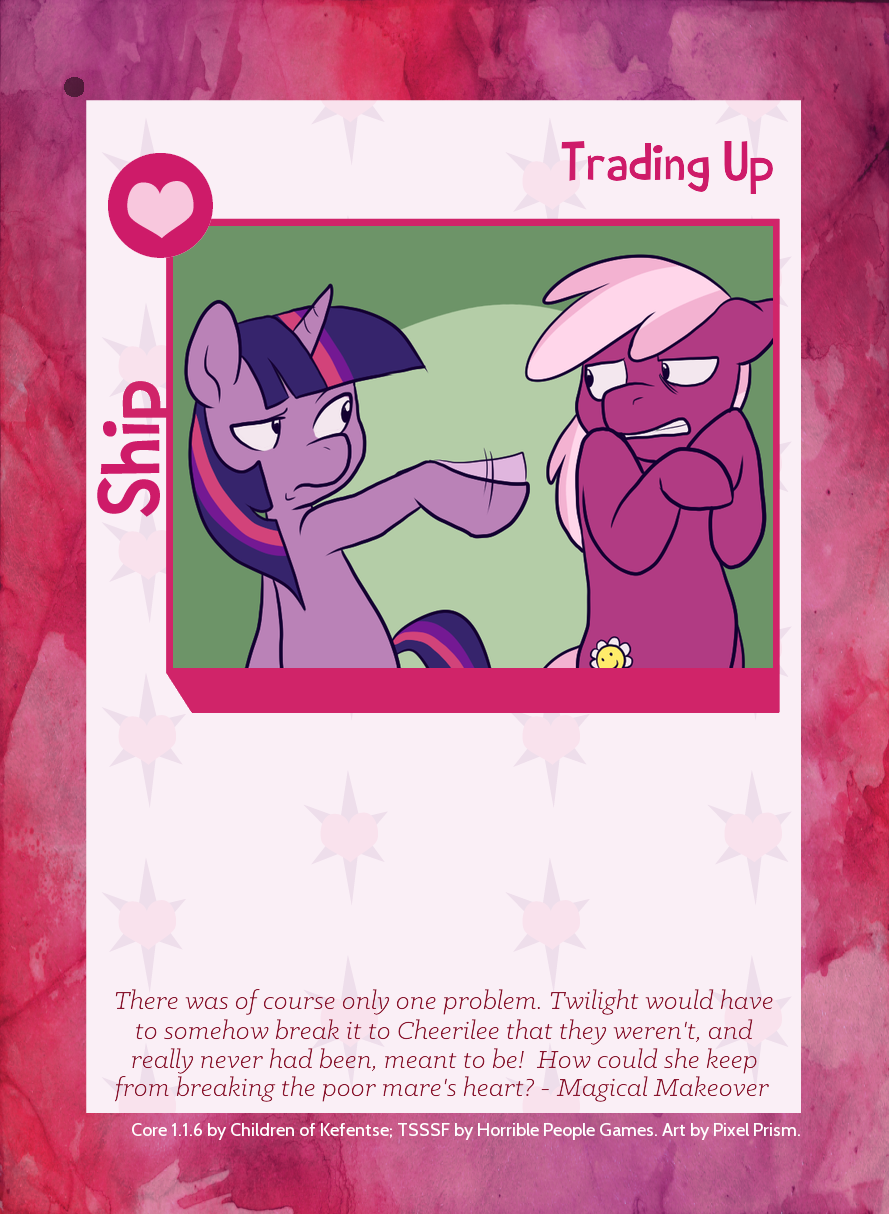 Trading Up
Ship
There was of course only one problem. Twilight would have
to somehow break it to Cheerilee that they weren't, and
really never had been, meant to be!  How could she keep
from breaking the poor mare's heart? - Magical Makeover
Core 1.1.6 by Children of Kefentse; TSSSF by Horrible People Games. Art by Pixel Prism.